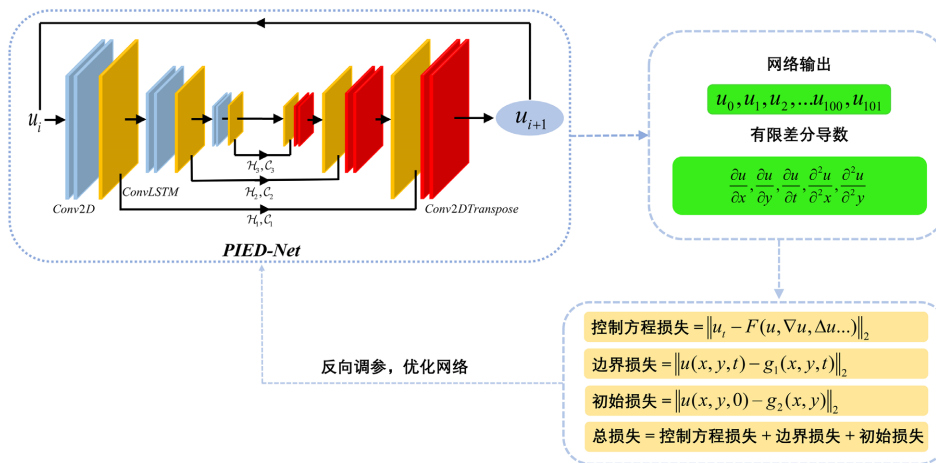 u_i
Conv2D
ConvLSTM
H_3,C_3
H_2,C_2
H_1,C_1
Conv2DTranspose
u_{i+1}
PIED-Net
网络输出
u_0,u_1,u_2,...u_{100},u_{101}
有限差分导数
∂u/∂x,∂u/∂y,∂u/∂t,∂²u/∂²x,∂²u/∂²y
控制方程损失 = ‖u_t − F(u,∇u,Δu...)‖_2
边界损失 = ‖u(x,y,t) − g_1(x,y,t)‖_2
初始损失 = ‖u(x,y,0) − g_2(x,y)‖_2
总损失 = 控制方程损失 + 边界损失 + 初始损失
反向调参，优化网络